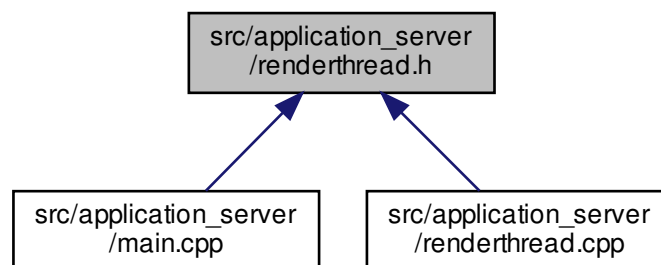 src/application_server
/renderthread.h
src/application_server
/main.cpp
src/application_server
/renderthread.cpp